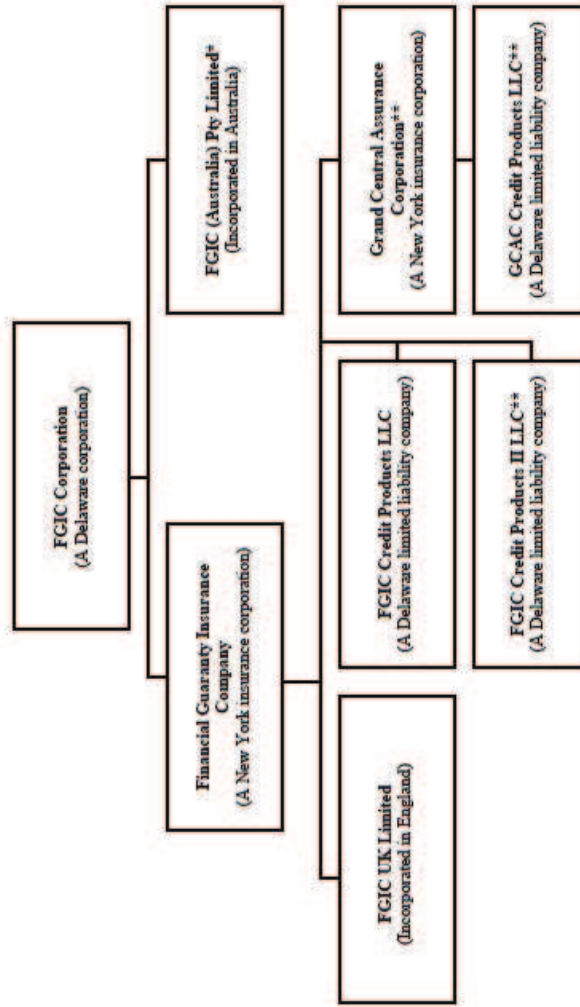 FGIC Corporation
(A Delaware corporation)
Financial Guaranty Insurance
Company
(A New York insurance corporation)
FGIC (Australia) Pty Limited*
(Incorporated in Australia)
FGIC UK Limited
(Incorporated in England)
FGIC Credit Products LLC
(A Delaware limited liability company)
Grand Central Assurance
Corporation**
(A New York insurance corporation)
FGIC Credit Products II LLC**
(A Delaware limited liability company)
GCAC Credit Products LLC**
(A Delaware limited liability company)